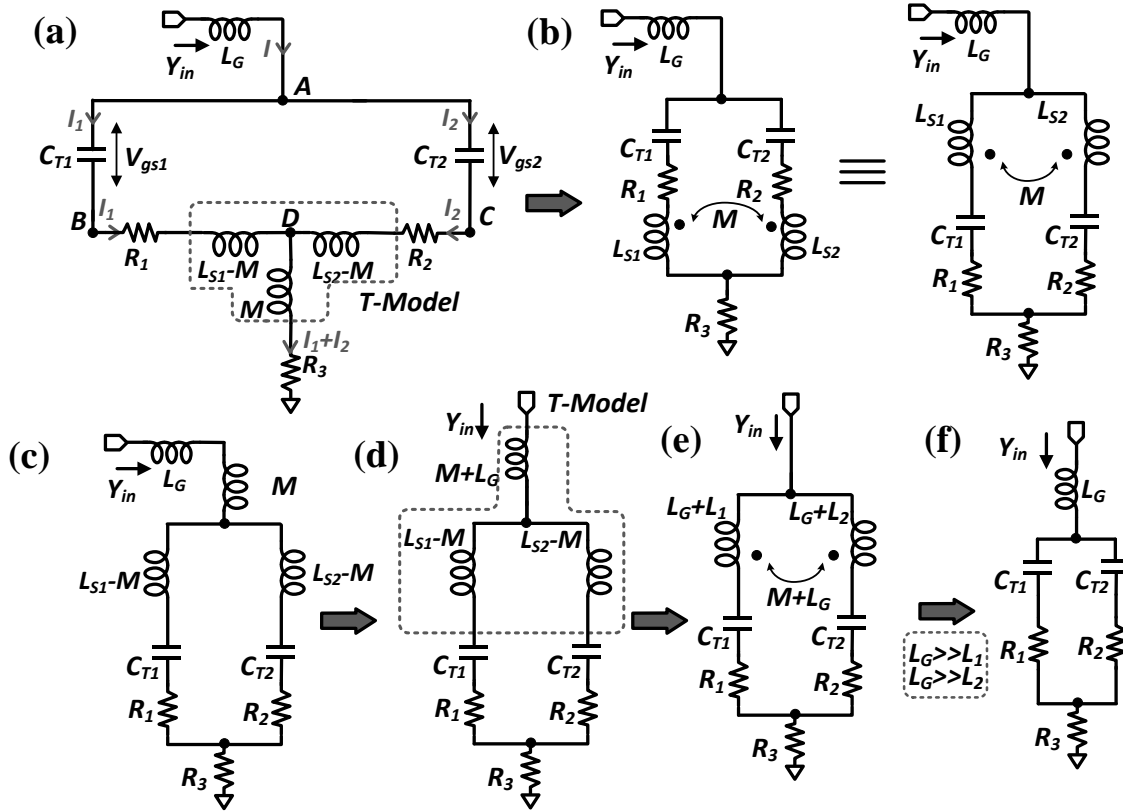 (a)
Y_in
L_G
I
A
I_1
C_T1
V_gs1
I_2
C_T2
V_gs2
B
I_1
R_1
D
I_2
C
R_2
L_S1-M
L_S2-M
M
T-Model
I_1+I_2
R_3
(b)
Y_in
L_G
C_T1
C_T2
R_1
R_2
M
L_S1
L_S2
R_3
Y_in
L_G
L_S1
L_S2
M
C_T1
C_T2
R_1
R_2
R_3
(c)
Y_in
L_G
M
L_S1-M
L_S2-M
C_T1
C_T2
R_1
R_2
R_3
(d)
T-Model
Y_in
M+L_G
L_S1-M
L_S2-M
C_T1
C_T2
R_1
R_2
R_3
(e)
Y_in
L_G+L_1
L_G+L_2
M+L_G
C_T1
C_T2
R_1
R_2
R_3
L_G>>L_1
L_G>>L_2
(f)
Y_in
L_G
C_T1
C_T2
R_1
R_2
R_3